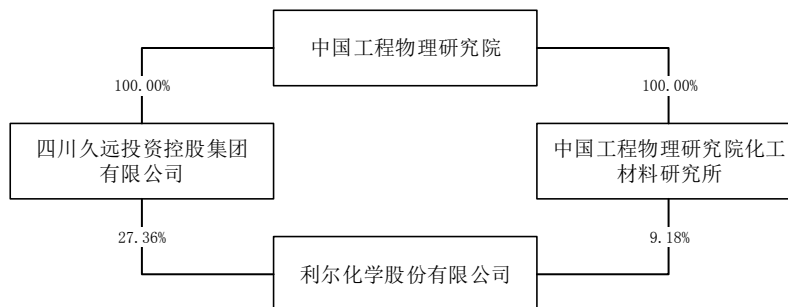 中国工程物理研究院
100.00%
100.00%
四川久远投资控股集团
有限公司
中国工程物理研究院化工
材料研究所
27.36%
9.18%
利尔化学股份有限公司